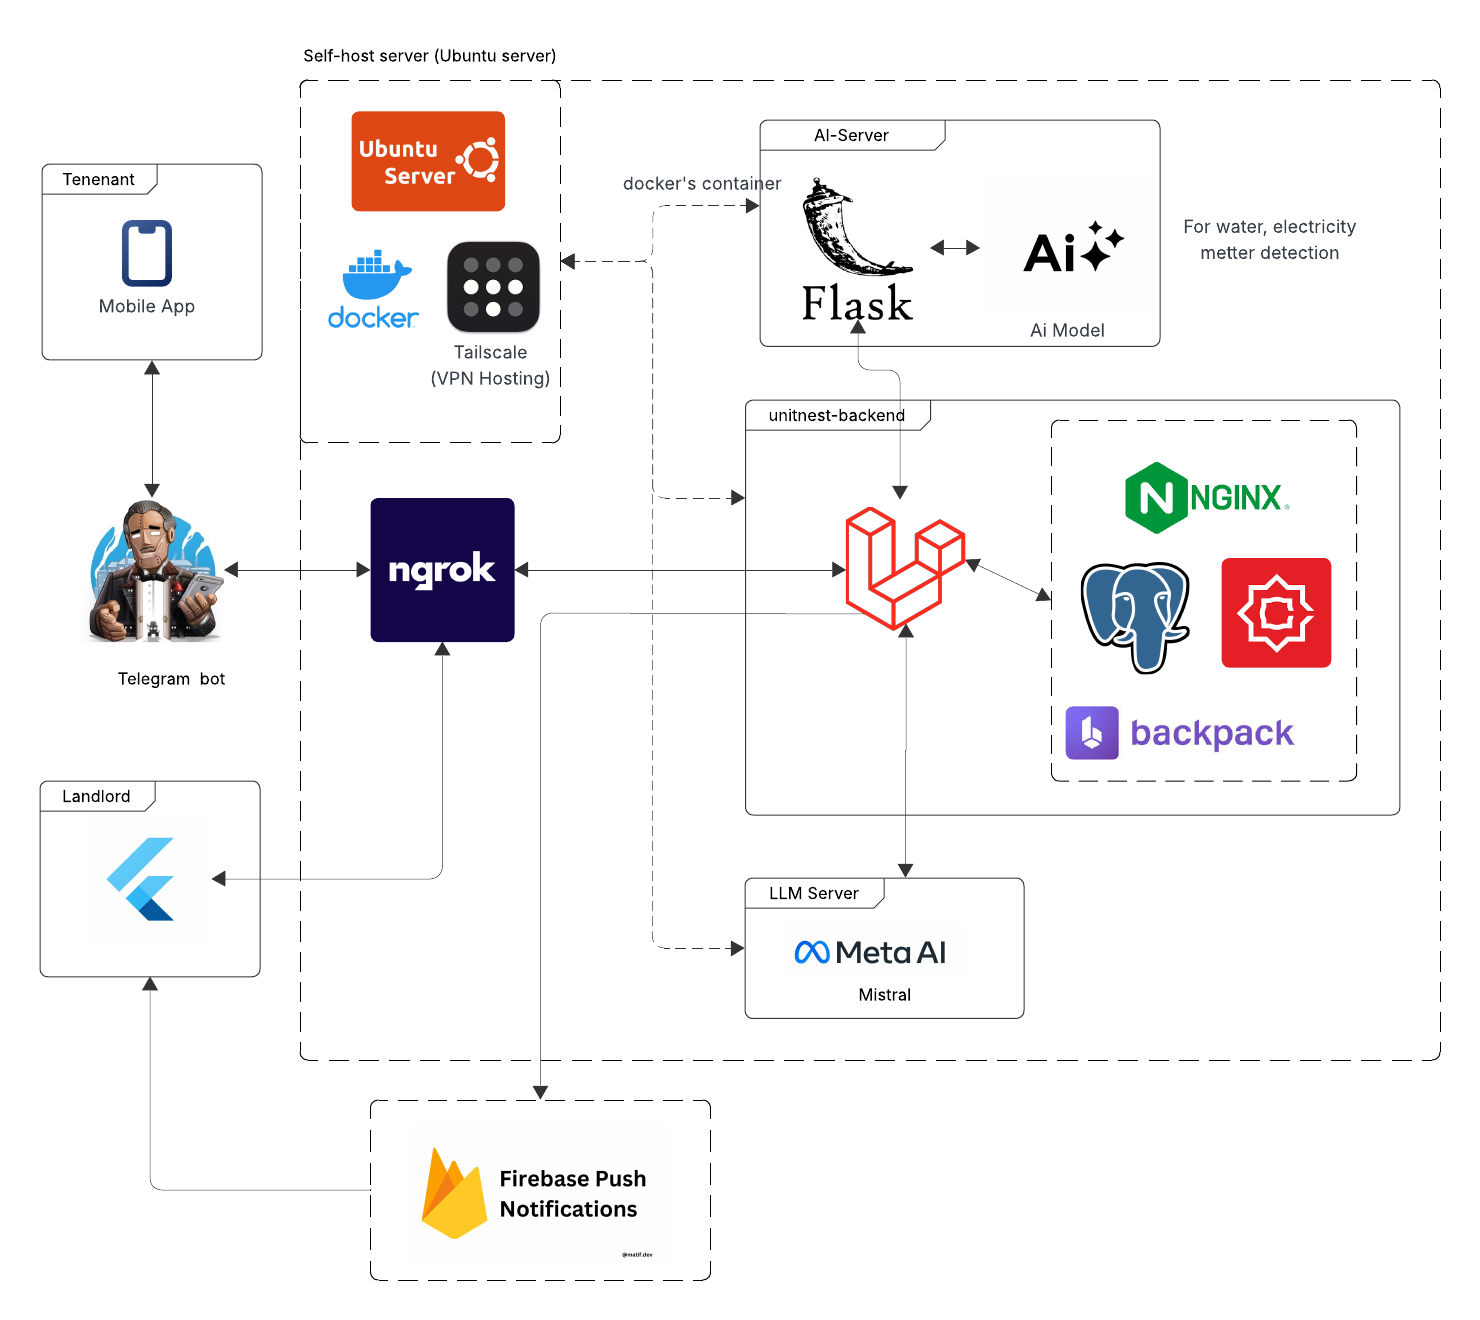 Self-host server (Ubuntu server)
Ubuntu
Server
docker
Tailscale
(VPN Hosting)
Tenenant
Mobile App
docker's container
AI-Server
Flask
Ai
Ai Model
For water, electricity
metter detection
unitnest-backend
NGINX
backpack
ngrok
Telegram bot
Landlord
LLM Server
Meta AI
Mistral
Firebase Push
Notifications
@matif.dev